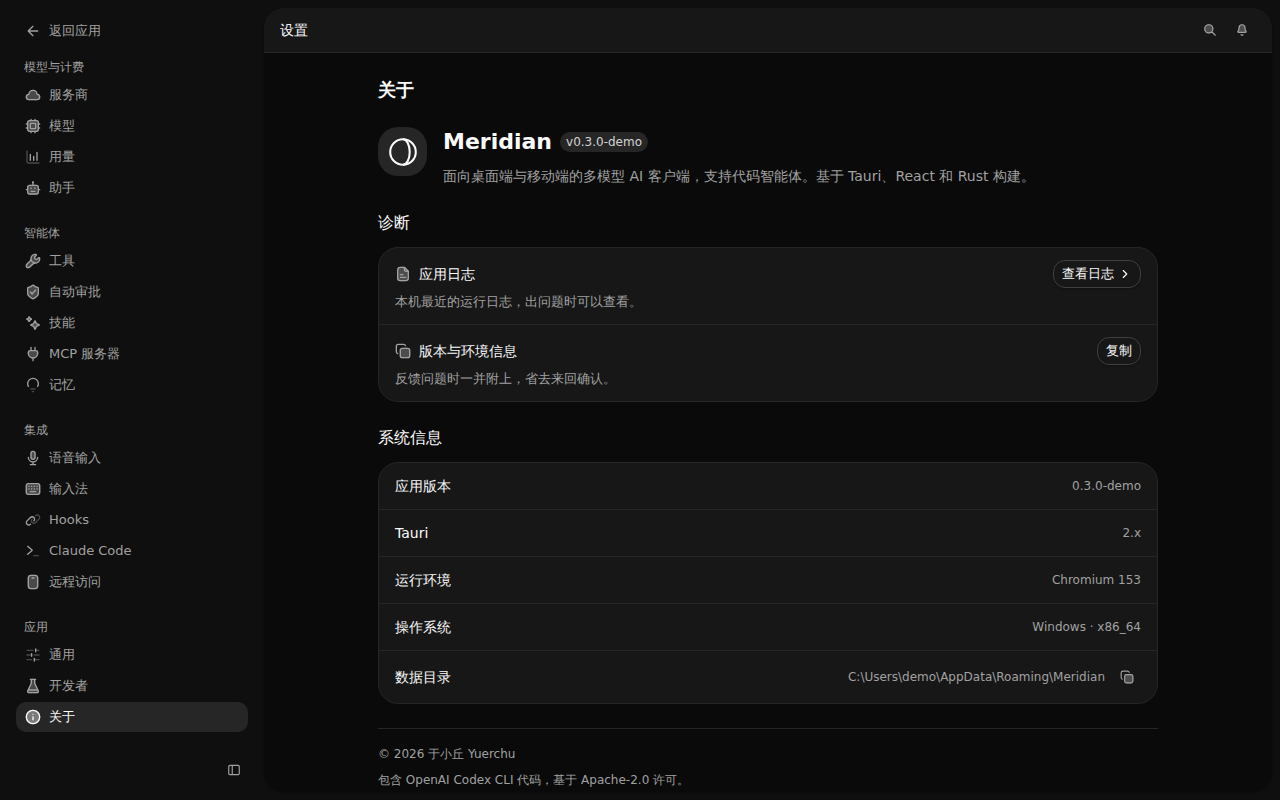 返回应用
模型与计费
服务商
模型
用量
助手
智能体
工具
自动审批
技能
MCP 服务器
记忆
集成
语音输入
输入法
Hooks
Claude Code
远程访问
应用
通用
开发者
关于
设置
关于
Meridian v0.3.0-demo
面向桌面端与移动端的多模型 AI 客户端，支持代码智能体。基于 Tauri、React 和 Rust 构建。
诊断
应用日志 查看日志
本机最近的运行日志，出问题时可以查看。
版本与环境信息 复制
反馈问题时一并附上，省去来回确认。
系统信息
应用版本 0.3.0-demo
Tauri 2.x
运行环境 Chromium 153
操作系统 Windows · x86_64
数据目录 C:\Users\demo\AppData\Roaming\Meridian
© 2026 于小丘 Yuerchu
包含 OpenAI Codex CLI 代码，基于 Apache-2.0 许可。